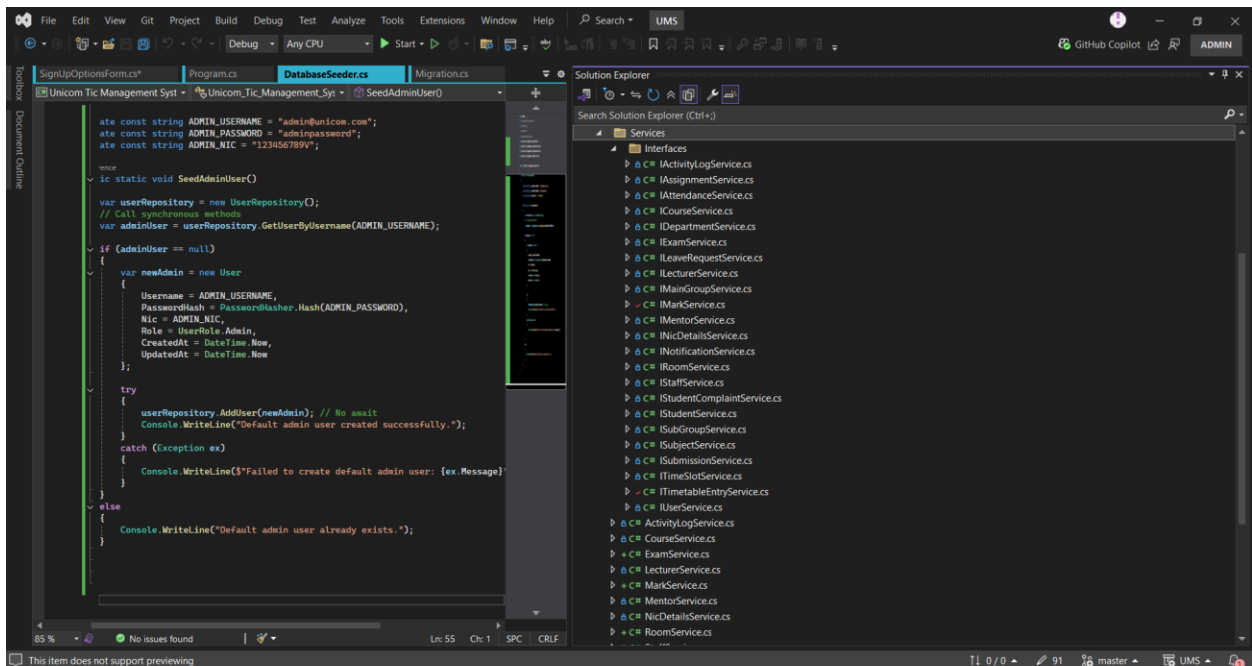 File Edit View Git Project Build Debug Test Analyze Tools Extensions Window Help Search UMS
Debug Any CPU Start GitHub Copilot ADMIN
Toolbox
Document Outline
SignUpOptionsForm.cs* Program.cs DatabaseSeeder.cs Migration.cs
Unicom Tic Management Syst Unicom_Tic_Management_Sys SeedAdminUser()
ate const string ADMIN_USERNAME = "admin@unicom.com";
ate const string ADMIN_PASSWORD = "adminpassword";
ate const string ADMIN_NIC = "123456789V";
ence
ic static void SeedAdminUser()
var userRepository = new UserRepository();
// Call synchronous methods
var adminUser = userRepository.GetUserByUsername(ADMIN_USERNAME);
if (adminUser == null)
{
var newAdmin = new User
{
Username = ADMIN_USERNAME,
PasswordHash = PasswordHasher.Hash(ADMIN_PASSWORD),
Nic = ADMIN_NIC,
Role = UserRole.Admin,
CreatedAt = DateTime.Now,
UpdatedAt = DateTime.Now
};
try
{
userRepository.AddUser(newAdmin); // No await
Console.WriteLine("Default admin user created successfully.");
}
catch (Exception ex)
{
Console.WriteLine($"Failed to create default admin user: {ex.Message}"
}
}
else
{
Console.WriteLine("Default admin user already exists.");
}
85 % No issues found Ln: 55 Ch: 1 SPC CRLF
Solution Explorer
Search Solution Explorer (Ctrl+;)
Services
Interfaces
C# IActivityLogService.cs
C# IAssignmentService.cs
C# IAttendanceService.cs
C# ICourseService.cs
C# IDepartmentService.cs
C# IExamService.cs
C# ILeaveRequestService.cs
C# ILecturerService.cs
C# IMainGroupService.cs
C# IMarkService.cs
C# IMentorService.cs
C# INicDetailsService.cs
C# INotificationService.cs
C# IRoomService.cs
C# IStaffService.cs
C# IStudentComplaintService.cs
C# IStudentService.cs
C# ISubGroupService.cs
C# ISubjectService.cs
C# ISubmissionService.cs
C# ITimeSlotService.cs
C# ITimetableEntryService.cs
C# IUserService.cs
C# ActivityLogService.cs
C# CourseService.cs
+ C# ExamService.cs
C# LecturerService.cs
+ C# MarkService.cs
C# MentorService.cs
C# NicDetailsService.cs
+ C# RoomService.cs
This item does not support previewing 0 / 0 91 master UMS